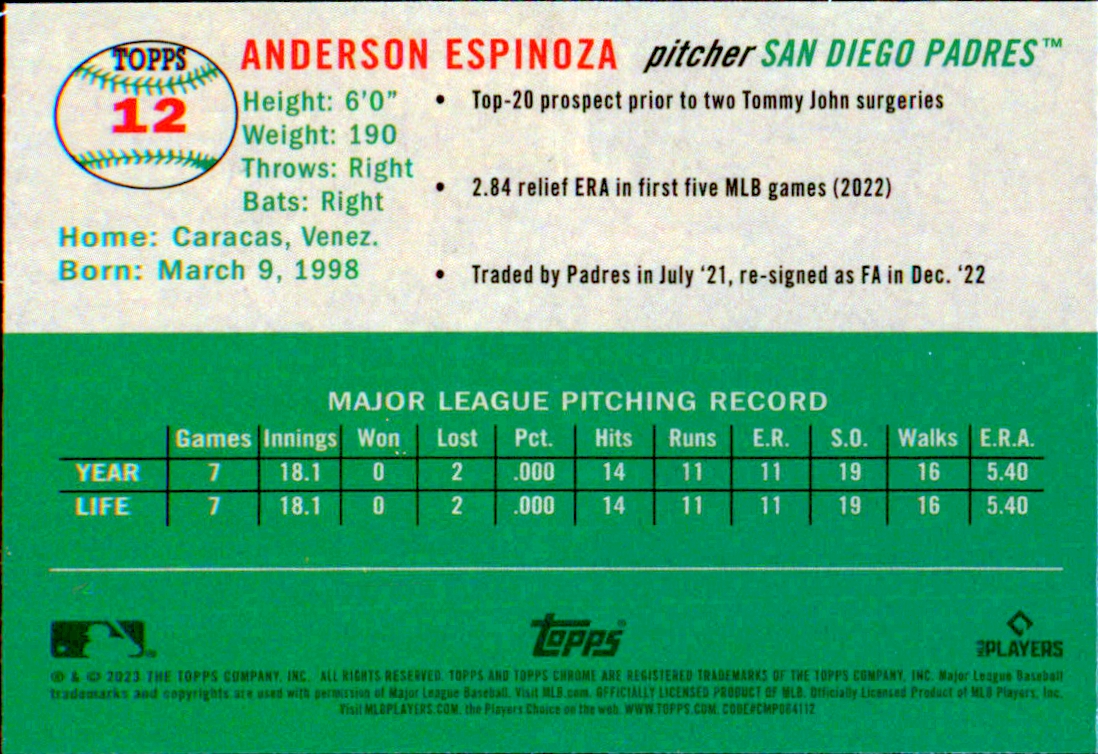 TOPPS
12
ANDERSON ESPINOZA pitcher SAN DIEGO PADRES™
Height: 6'0"
Weight: 190
Throws: Right
Bats: Right
Home: Caracas, Venez.
Born: March 9, 1998
• Top-20 prospect prior to two Tommy John surgeries
• 2.84 relief ERA in first five MLB games (2022)
• Traded by Padres in July '21, re-signed as FA in Dec. '22
MAJOR LEAGUE PITCHING RECORD
Games Innings Won Lost Pct. Hits Runs E.R. S.O. Walks E.R.A.
YEAR 7 18.1 0 2 .000 14 11 11 19 16 5.40
LIFE 7 18.1 0 2 .000 14 11 11 19 16 5.40
topps
PLAYERS
® & © 2023 THE TOPPS COMPANY, INC. ALL RIGHTS RESERVED. TOPPS AND TOPPS CHROME ARE REGISTERED TRADEMARKS OF THE TOPPS COMPANY, INC. Major League Baseball
trademarks and copyrights are used with permission of Major League Baseball. Visit MLB.com. OFFICIALLY LICENSED PRODUCT OF MLB. Officially Licensed Product of MLB Players, Inc.
Visit MLBPLAYERS.COM, the Players Choice on the web. WWW.TOPPS.COM. CODE#CMP064112